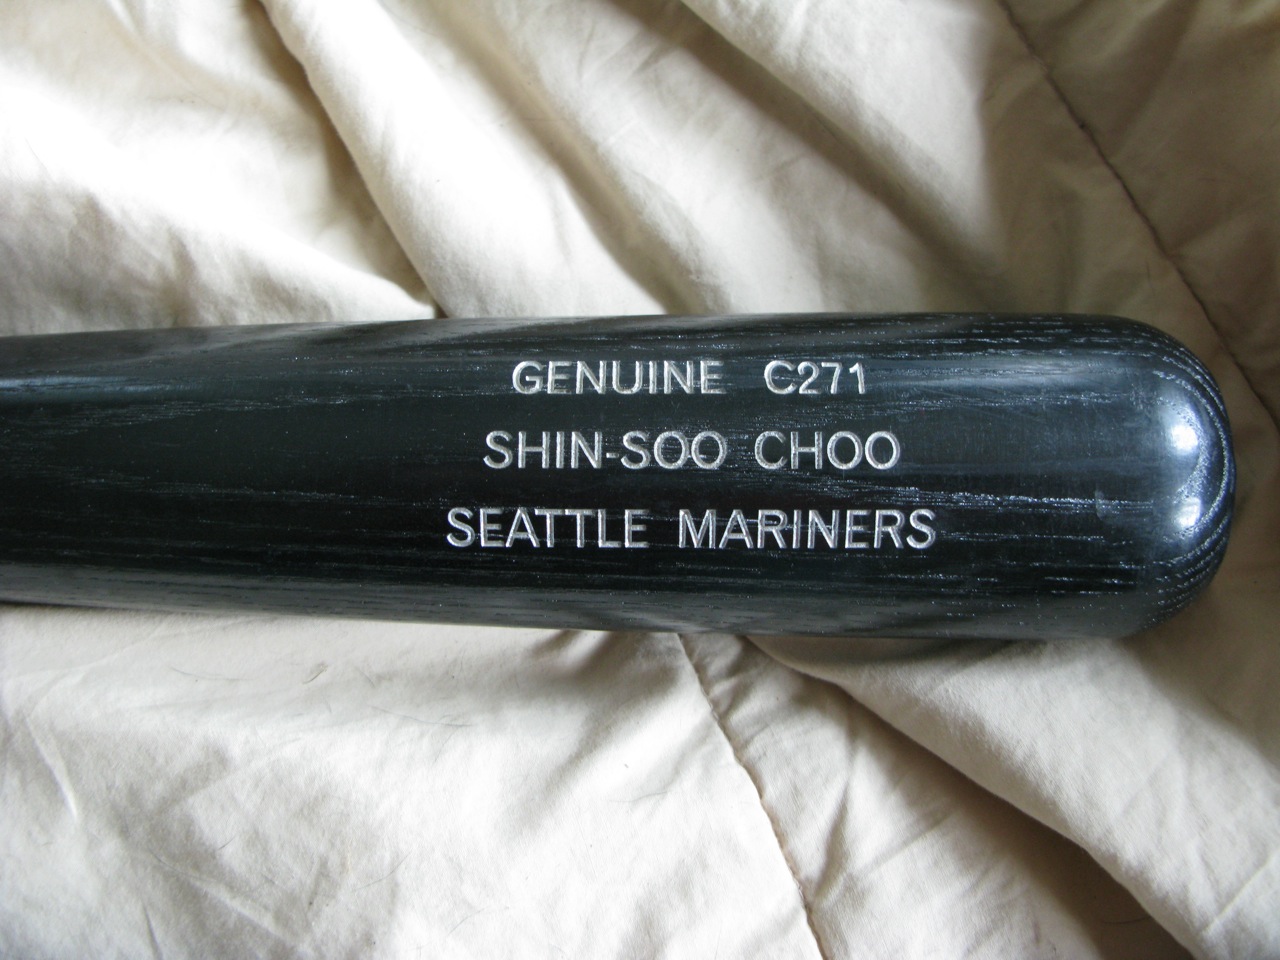 GENUINE C271
SHIN-SOO CHOO
SEATTLE MARINERS